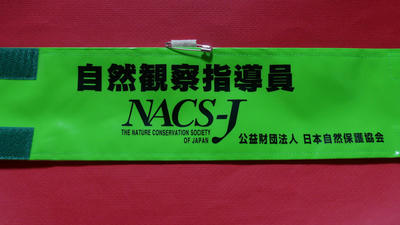 自然観察指導員
NACS-J
THE NATURE CONSERVATION SOCIETY
OF JAPAN
公益財団法人 日本自然保護協会